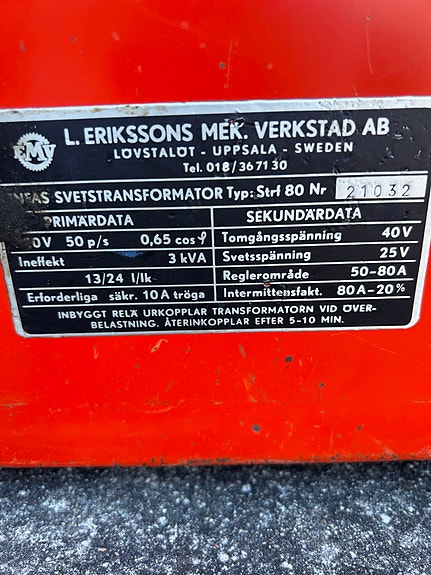 EMV
L. ERIKSSONS MEK. VERKSTAD AB
LÖVSTALÖT - UPPSALA - SWEDEN
Tel. 018/367130
SVETSTRANSFORMATOR Typ: Strf 80 Nr 21032
PRIMÄRDATA
0V 50 p/s 0,65 cos φ
Ineffekt 3 kVA
13/24 I/Ik
Erforderliga säkr. 10A tröga
SEKUNDÄRDATA
Tomgångsspänning 40V
Svetsspänning 25V
Reglerområde 50-80A
Intermittensfakt. 80A-20%
INBYGGT RELÄ URKOPPLAR TRANSFORMATORN VID ÖVER-
BELASTNING. ÅTERINKOPPLAR EFTER 5-10 MIN.